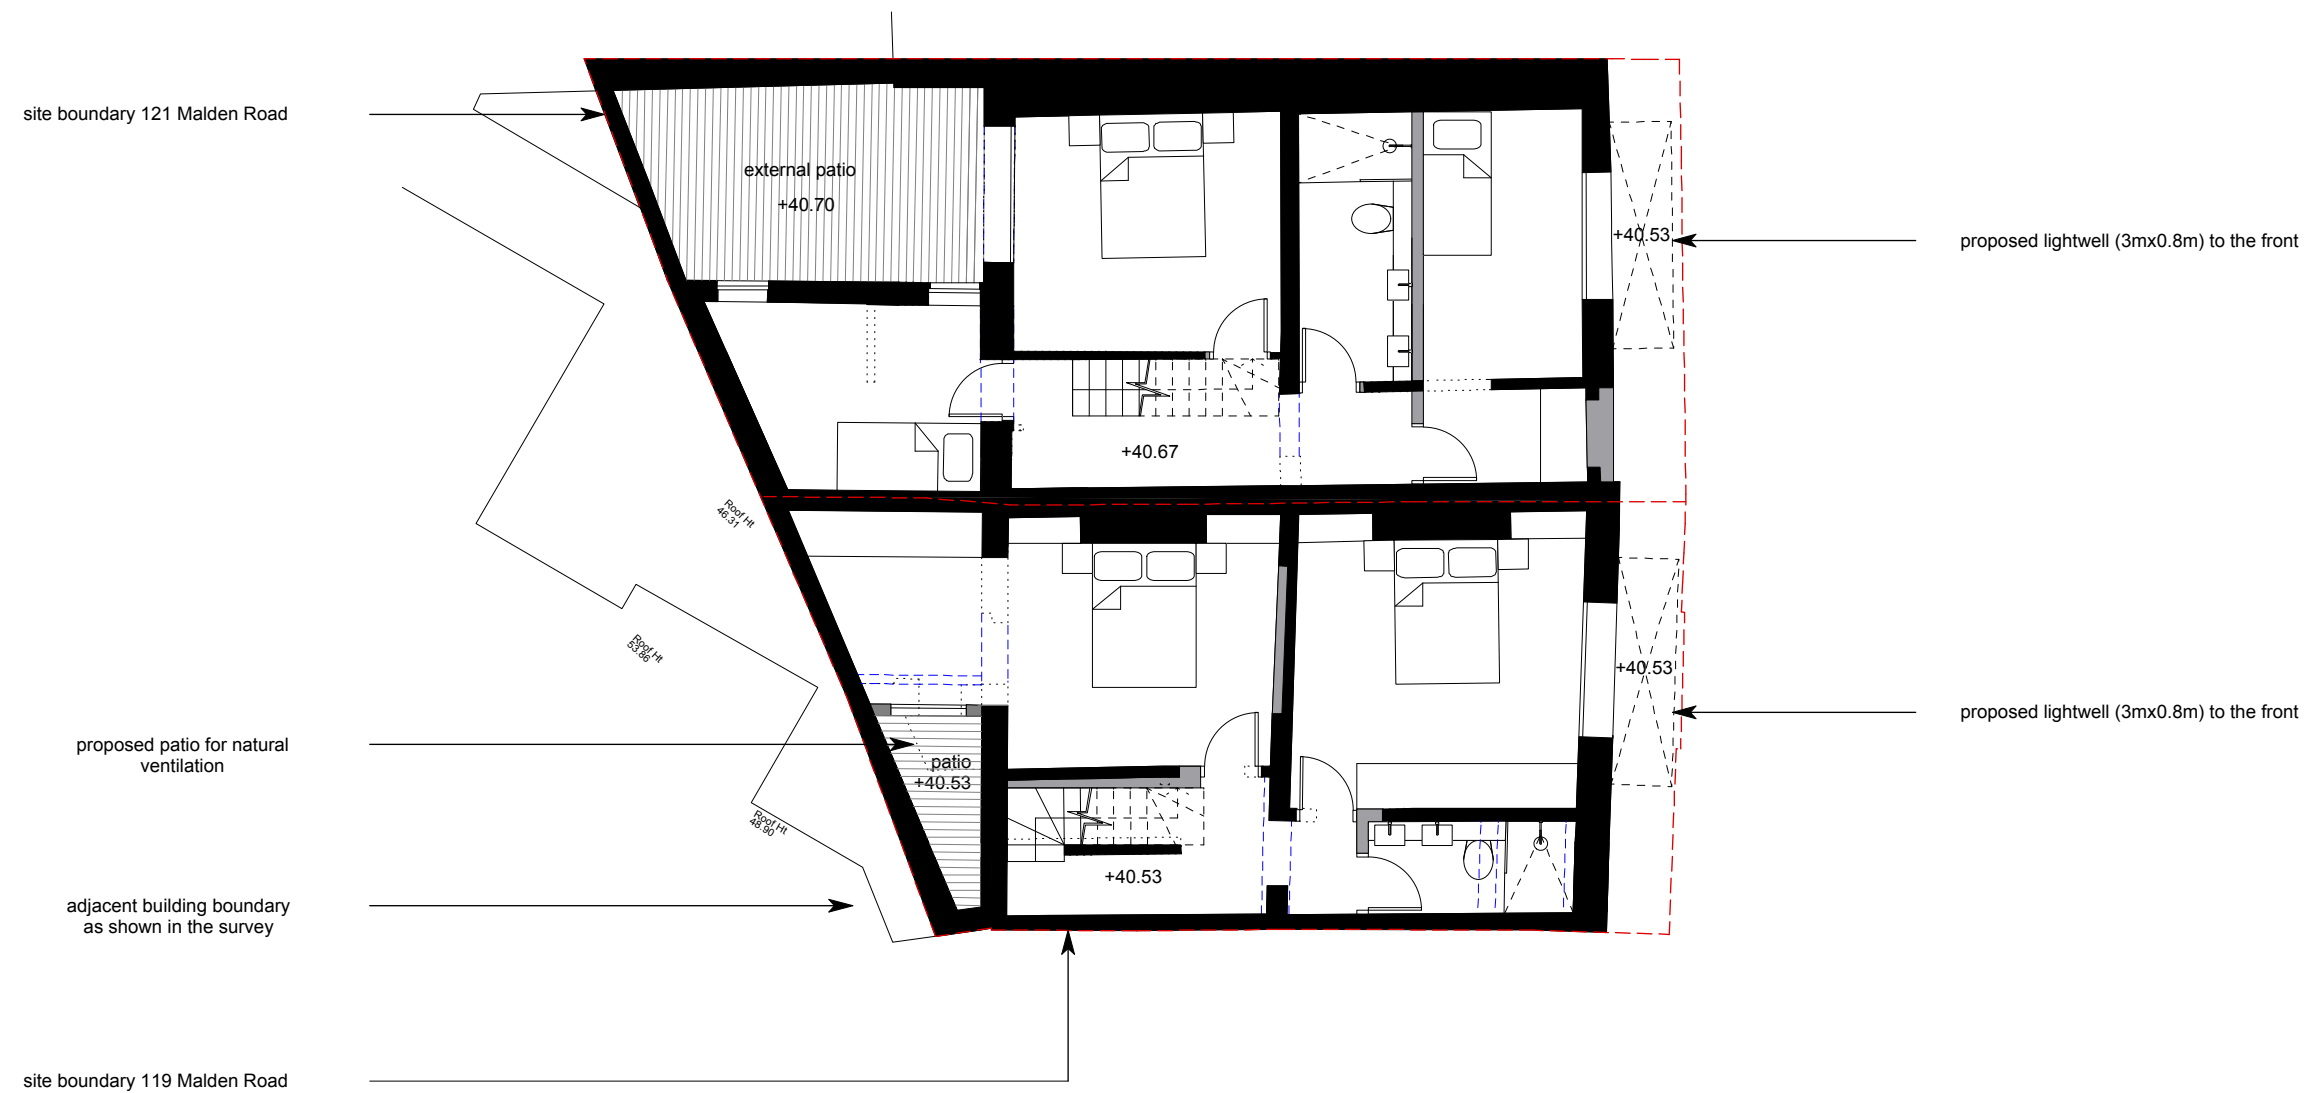 site boundary 121 Malden Road
external patio
+40.70
+40.53
proposed lightwell (3mx0.8m) to the front
+40.67
Roof Ht
46.31
Roof Ht
53.86
+40.53
proposed lightwell (3mx0.8m) to the front
proposed patio for natural
ventilation
patio
+40.53
Roof Ht
48.90
+40.53
adjacent building boundary
as shown in the survey
site boundary 119 Malden Road